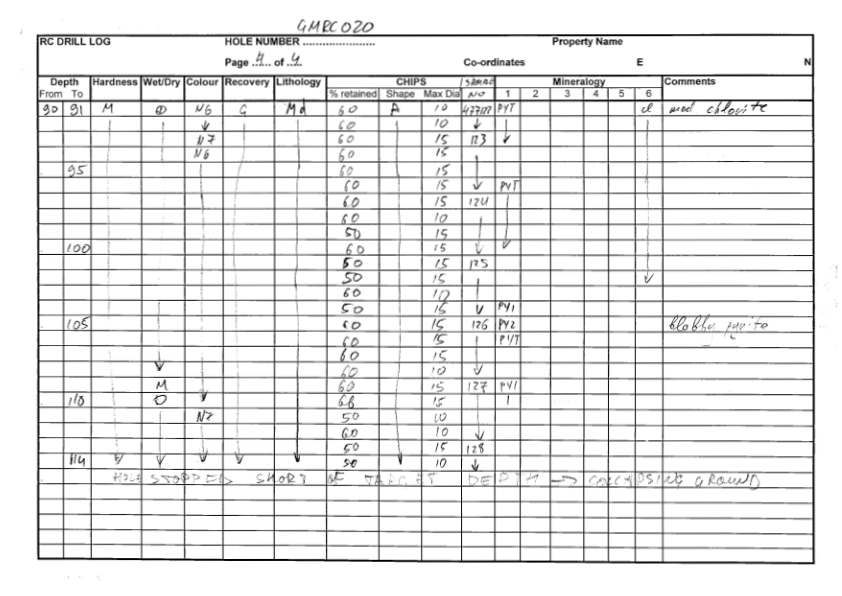 GMRC020
RC DRILL LOG HOLE NUMBER ........................ Property Name
Page .4.. of .4. Co-ordinates E N
Depth Hardness Wet/Dry Colour Recovery Lithology CHIPS Mineralogy Comments
From To % retained Shape Max Dia NO 1 2 3 4 5 6
90 91 M D N6 G Md 60 A 10 PYT cl mod chlorite
60 10
N7 60 15 123
N6 60 15
95 60 15
60 15 PYT
60 15 124
60 10
50 15
100 60 15
50 15 125
50 15
60 10
50 15 PY1
105 60 15 126 PY2 blobby pyrite
60 15 PYT
60 15
60 10
M 60 15 127 PY1
110 D 15 1
N7 50 10
60 10
50 15 128
114 50 10
HOLE STOPPED SHORT OF TARGET DEPTH → COLLAPSING GROUND